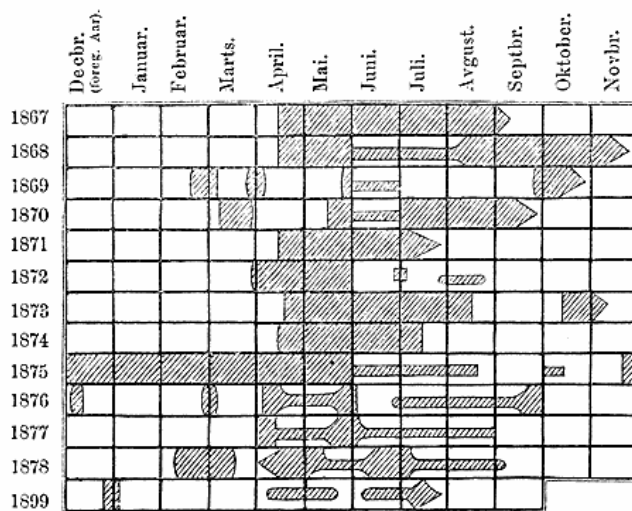 Decbr.
(foreg. Aar).
Januar.
Februar.
Marts.
April.
Mai.
Juni.
Juli.
Avgust.
Septbr.
Oktober.
Novbr.
1867
1868
1869
1870
1871
1872
1873
1874
1875
1876
1877
1878
1899